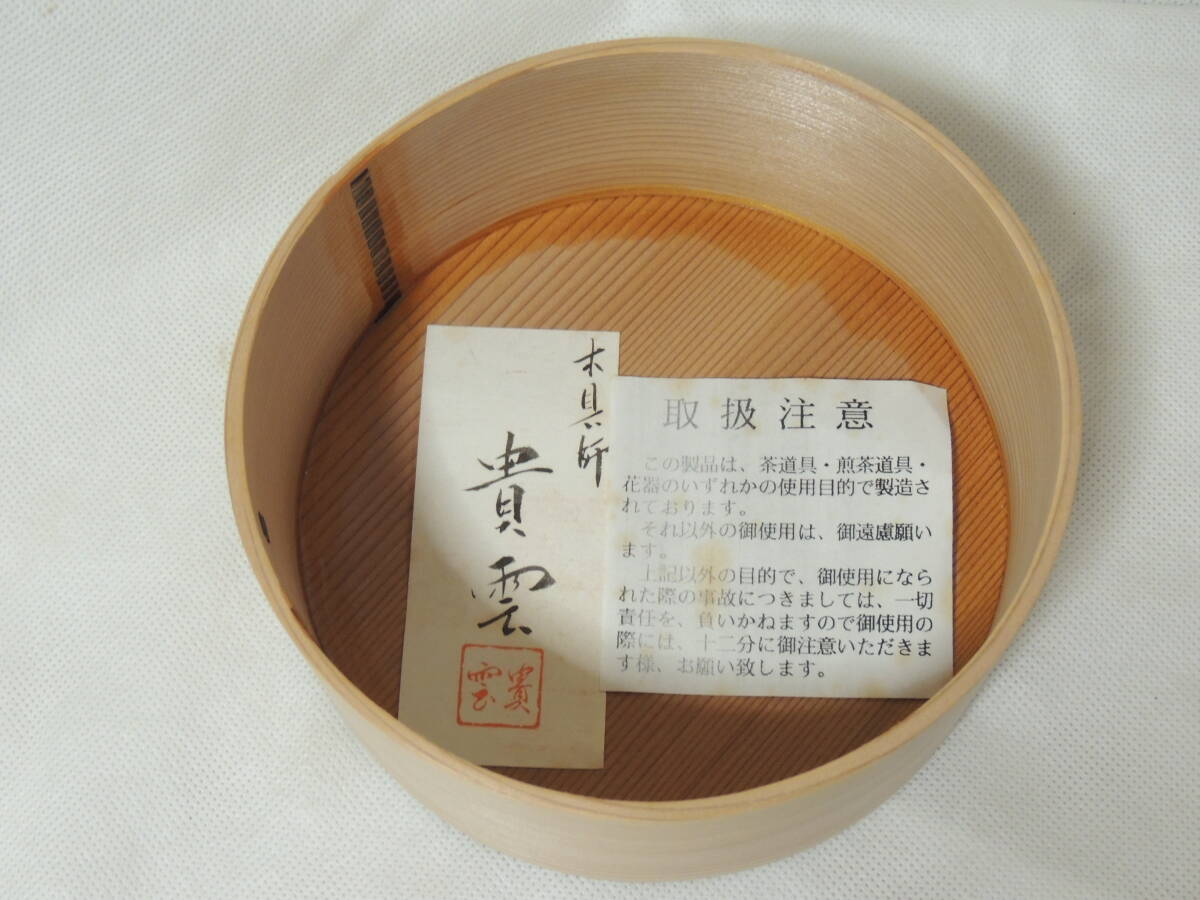 木具師
貴雲
貴雲
取扱注意
この製品は、茶道具・煎茶道具・
花器のいずれかの使用目的で製造さ
れております。
それ以外の御使用は、御遠慮願い
ます。
上記以外の目的で、御使用になら
れた際の事故につきましては、一切
責任を、負いかねますので御使用の
際には、十二分に御注意いただきま
す様、お願い致します。